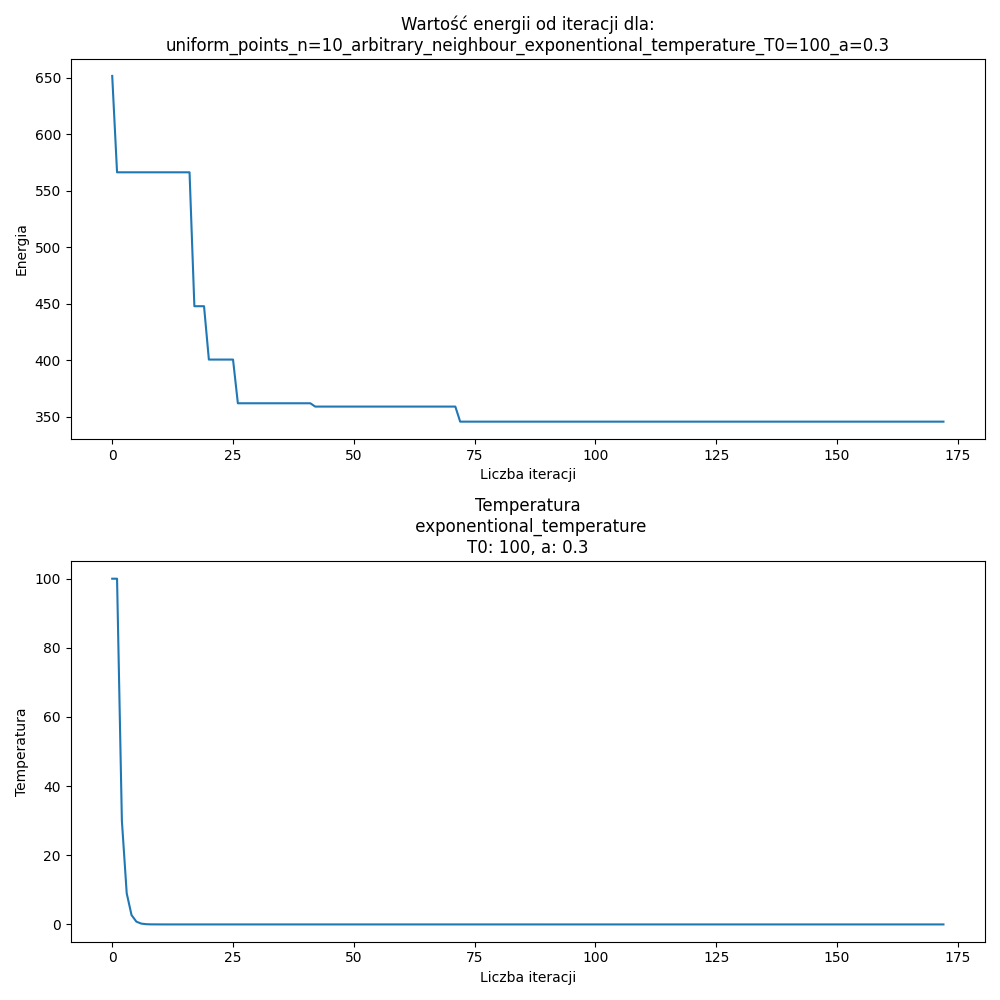 Wartość energii od iteracji dla:
uniform_points_n=10_arbitrary_neighbour_exponentional_temperature_T0=100_a=0.3
650
600
550
500
450
400
350
Energia
0 25 50 75 100 125 150 175
Liczba iteracji
Temperatura
exponentional_temperature
T0: 100, a: 0.3
100
80
60
40
20
0
Temperatura
0 25 50 75 100 125 150 175
Liczba iteracji